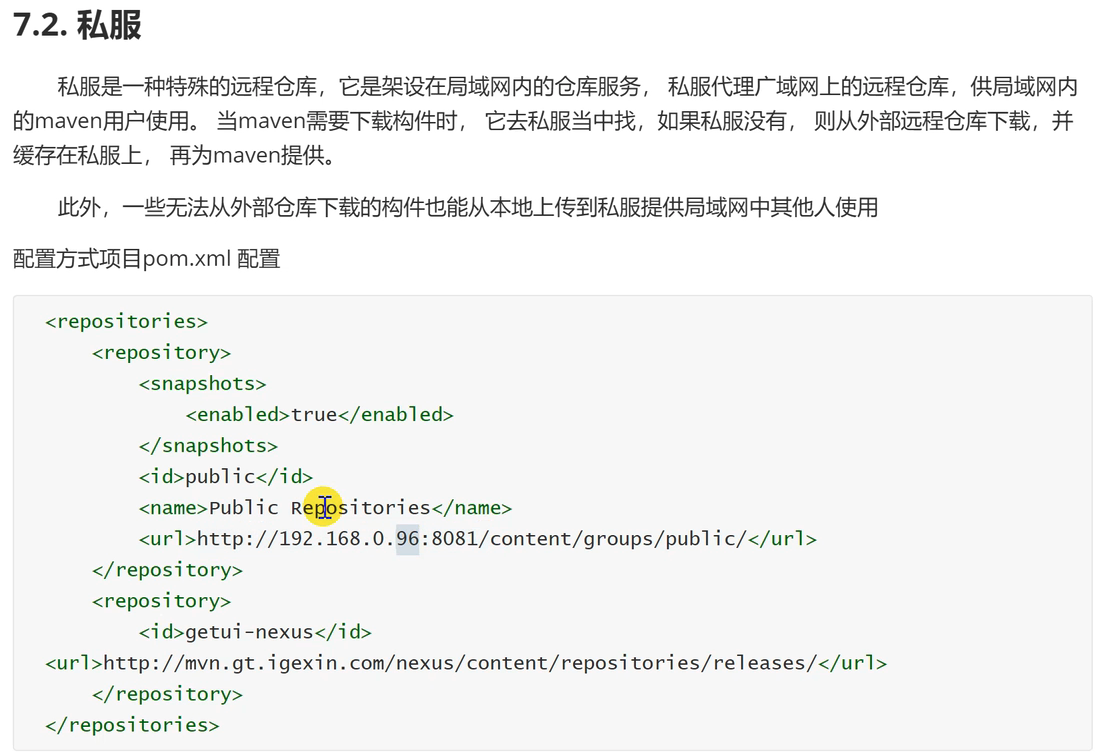 7.2. 私服
私服是一种特殊的远程仓库，它是架设在局域网内的仓库服务， 私服代理广域网上的远程仓库，供局域网内
的maven用户使用。 当maven需要下载构件时， 它去私服当中找，如果私服没有， 则从外部远程仓库下载，并
缓存在私服上， 再为maven提供。
此外，一些无法从外部仓库下载的构件也能从本地上传到私服提供局域网中其他人使用
配置方式项目pom.xml 配置
<repositories>
    <repository>
        <snapshots>
            <enabled>true</enabled>
        </snapshots>
        <id>public</id>
        <name>Public Repositories</name>
        <url>http://192.168.0.96:8081/content/groups/public/</url>
    </repository>
    <repository>
        <id>getui-nexus</id>
<url>http://mvn.gt.igexin.com/nexus/content/repositories/releases/</url>
    </repository>
</repositories>